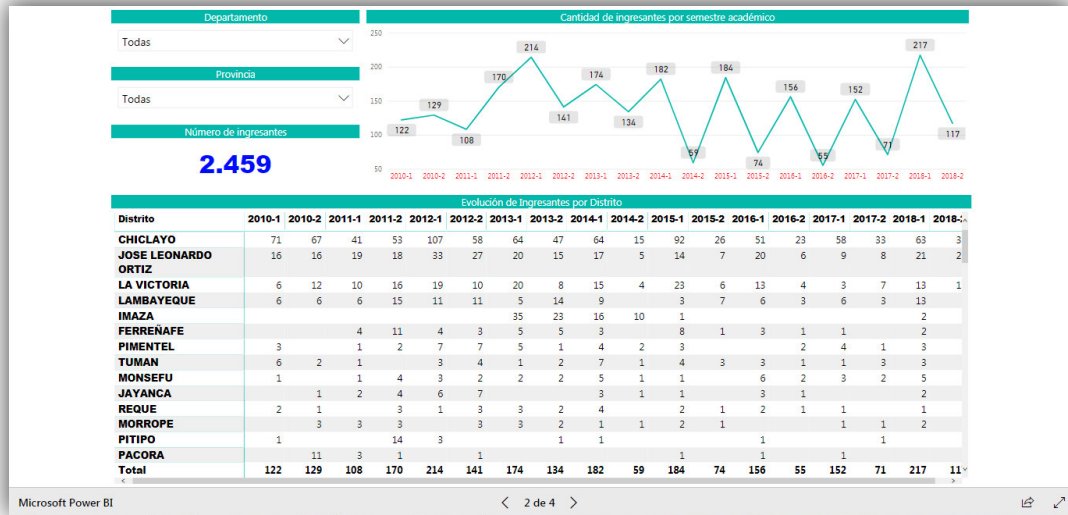 Departamento
Todas
Provincia
Todas
Número de ingresantes
2.459
Cantidad de ingresantes por semestre académico
250
200
150
100
50
122 129 108 170 214 141 174 134 182 59 184 74 156 55 152 71 217 117
2010-1 2010-2 2011-1 2011-2 2012-1 2012-2 2013-1 2013-2 2014-1 2014-2 2015-1 2015-2 2016-1 2016-2 2017-1 2017-2 2018-1 2018-2
Evolución de Ingresantes por Distrito
Distrito 2010-1 2010-2 2011-1 2011-2 2012-1 2012-2 2013-1 2013-2 2014-1 2014-2 2015-1 2015-2 2016-1 2016-2 2017-1 2017-2 2018-1 2018-
CHICLAYO 71 67 41 53 107 58 64 47 64 15 92 26 51 23 58 33 63 3
JOSE LEONARDO 16 16 19 18 33 27 20 15 17 5 14 7 20 6 9 8 21 2
ORTIZ
LA VICTORIA 6 12 10 16 19 10 20 8 15 4 23 6 13 4 3 7 13 1
LAMBAYEQUE 6 6 6 15 11 11 5 14 9 3 7 6 3 6 3 13
IMAZA 35 23 16 10 1 2
FERREÑAFE 4 11 4 3 5 5 3 8 1 3 1 1 2
PIMENTEL 3 1 2 7 7 5 1 4 2 3 2 4 1 3
TUMAN 6 2 1 3 4 1 2 7 1 4 3 3 1 1 3 3
MONSEFU 1 1 4 3 2 2 2 5 1 1 6 2 3 2 5
JAYANCA 1 2 4 6 7 3 1 1 3 1 2
REQUE 2 1 3 1 3 3 2 4 2 1 2 1 1 1
MORROPE 3 3 3 3 3 2 1 1 2 1 1 1 2
PITIPO 1 14 3 1 1 1 1
PACORA 11 3 1 1 1 1 1
Total 122 129 108 170 214 141 174 134 182 59 184 74 156 55 152 71 217 11
Microsoft Power BI
2 de 4